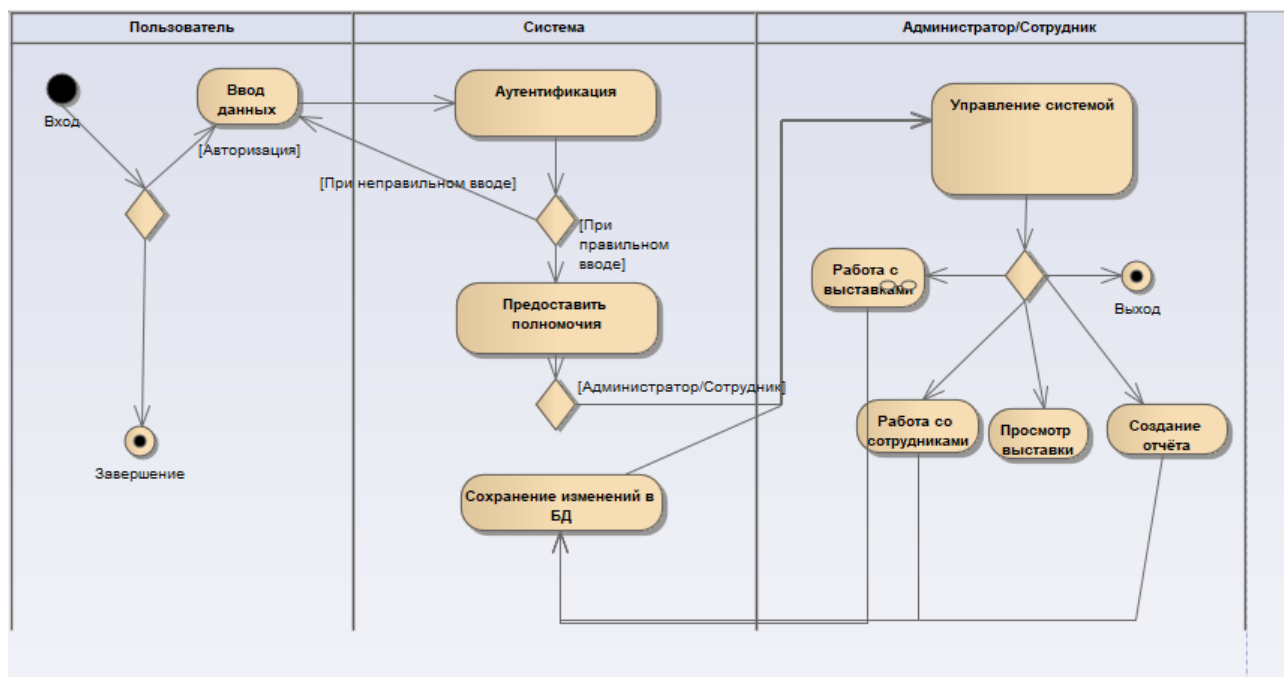 Пользователь
Система
Администратор/Сотрудник
Вход
Ввод
данных
[Авторизация]
Завершение
Аутентификация
[При неправильном вводе]
[При
правильном
вводе]
Предоставить
полномочия
[Администратор/Сотрудник]
Сохранение изменений в
БД
Управление системой
Работа с
выставками
Выход
Работа со
сотрудниками
Просмотр
выставки
Создание
отчёта